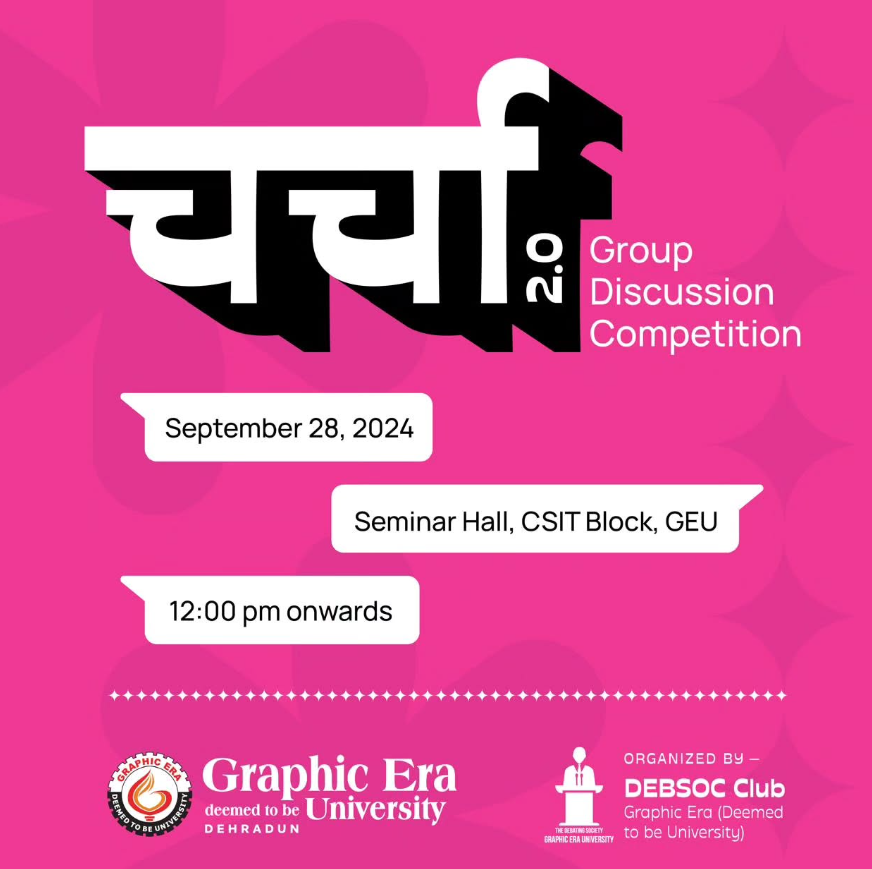 चर्चा
2.0
Group
Discussion
Competition
September 28, 2024
Seminar Hall, CSIT Block, GEU
12:00 pm onwards
GRAPHIC ERA
DEEMED TO BE UNIVERSITY
Graphic Era
deemed to be University
DEHRADUN
THE DEBATING SOCIETY
GRAPHIC ERA UNIVERSITY
ORGANIZED BY –
DEBSOC Club
Graphic Era (Deemed
to be University)